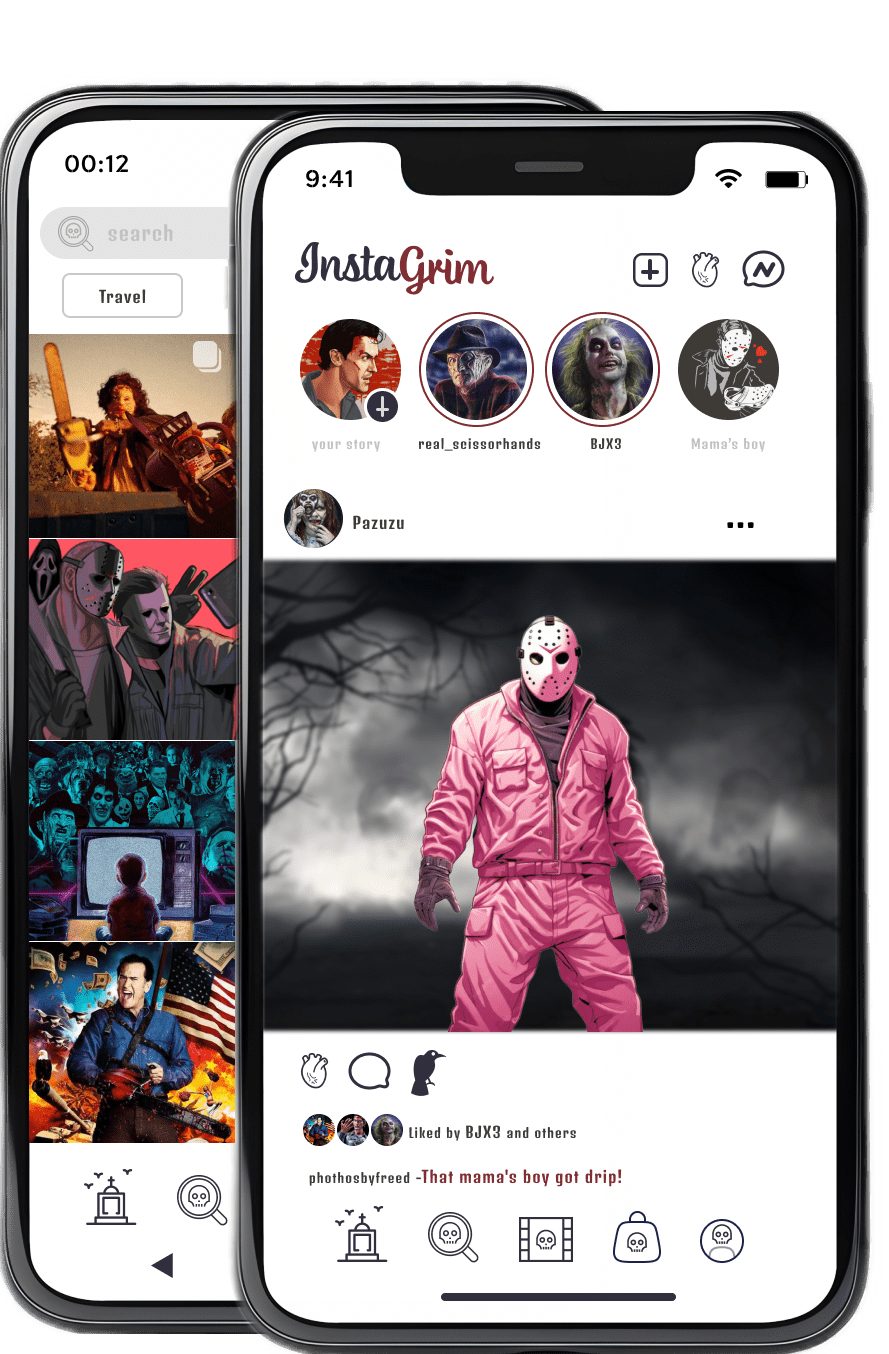 00:12
search
Travel
9:41
InstaGrim
your story
real_scissorhands
BJX3
Mama's boy
Pazuzu
Liked by BJX3 and others
phothosbyfreed -That mama's boy got drip!